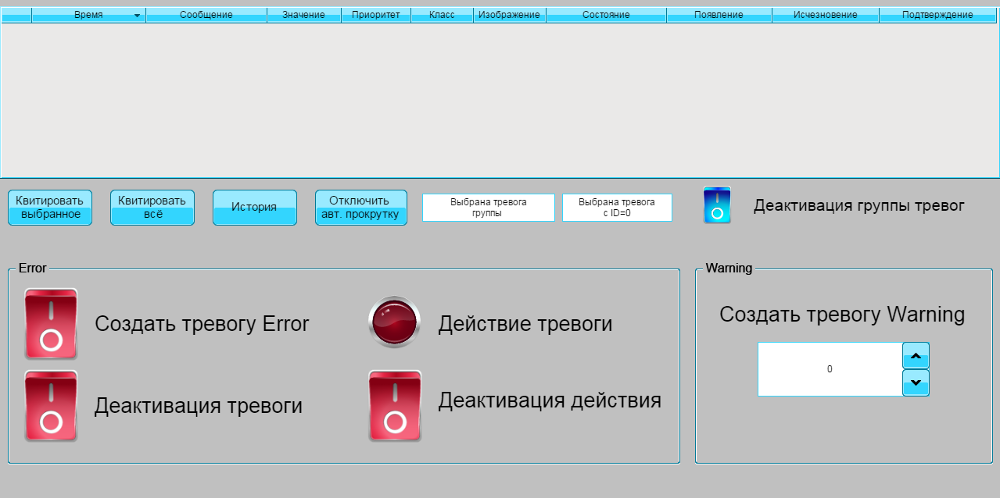 Время Сообщение Значение Приоритет Класс Изображение Состояние Появление Исчезновение Подтверждение
Квитировать
выбранное
Квитировать
всё
История
Отключить
авт. прокрутку
Выбрана тревога
группы
Выбрана тревога
с ID=0
Деактивация группы тревог
Error
Создать тревогу Error
Действие тревоги
Деактивация тревоги
Деактивация действия
Warning
Создать тревогу Warning
0